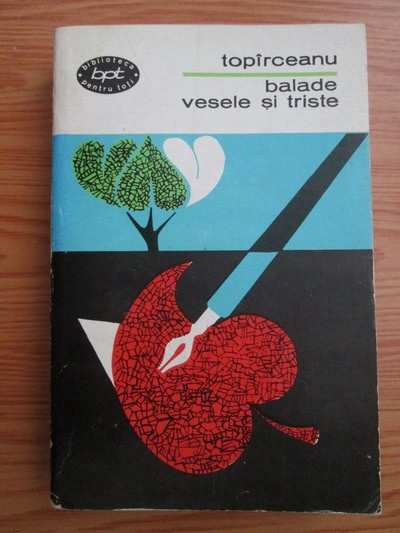 biblioteca
bpt
pentru toți
topîrceanu
balade
vesele și triste